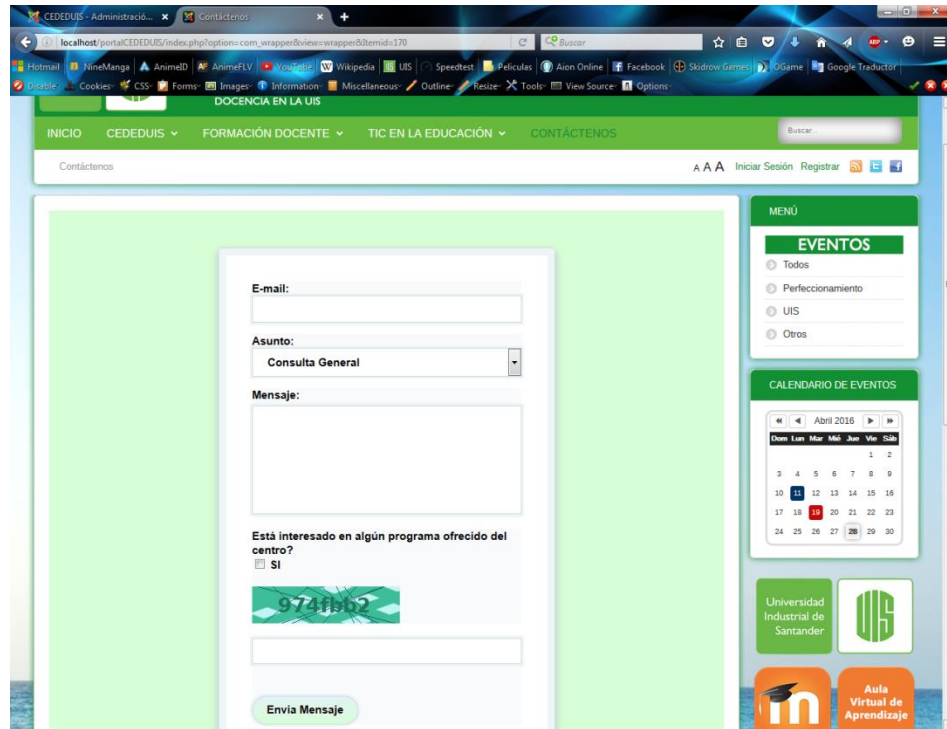 CEDEDUIS - Administració...
Contáctenos
localhost/portalCEDEDUIS/index.php?option=com_wrapper&view=wrapper&Itemid=170
Buscar
Hotmail NineManga AnimeID AnimeFLV YouTube Wikipedia UIS Speedtest Peliculas Aion Online Facebook Skidrow Games OGame Google Traductor
Disable Cookies CSS Forms Images Information Miscellaneous Outline Resize Tools View Source Options
DOCENCIA EN LA UIS
INICIO CEDEDUIS FORMACIÓN DOCENTE TIC EN LA EDUCACIÓN CONTÁCTENOS
Buscar...
Contáctenos
A A A Iniciar Sesión Registrar
E-mail:
Asunto:
Consulta General
Mensaje:
Está interesado en algún programa ofrecido del
centro?
SI
974fbb2
Envia Mensaje
MENÚ
EVENTOS
Todos
Perfeccionamiento
UIS
Otros
CALENDARIO DE EVENTOS
Abril 2016
Dom Lun Mar Mié Jue Vie Sáb
1 2
3 4 5 6 7 8 9
10 11 12 13 14 15 16
17 18 19 20 21 22 23
24 25 26 27 28 29 30
Universidad
Industrial de
Santander
Aula
Virtual de
Aprendizaje